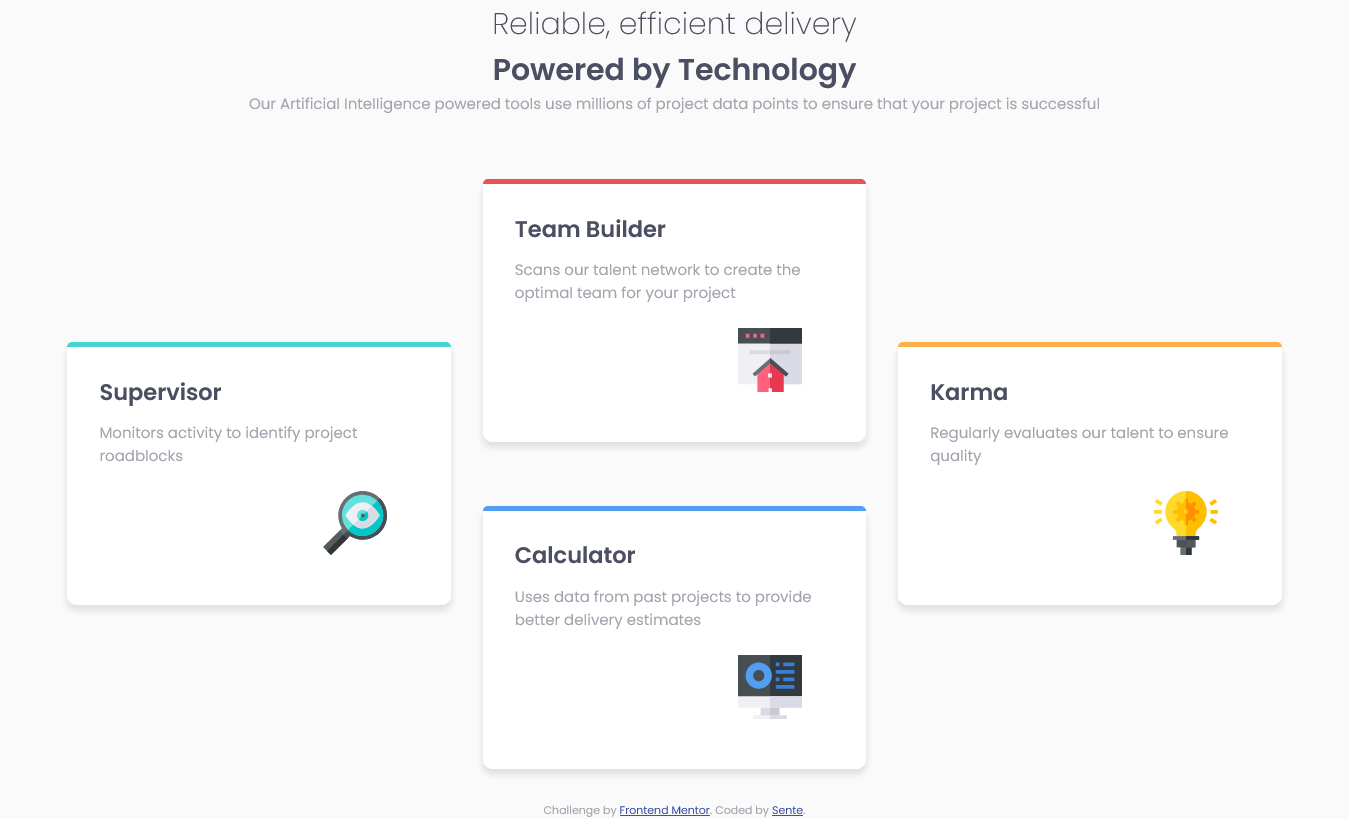 Reliable, efficient delivery
Powered by Technology
Our Artificial Intelligence powered tools use millions of project data points to ensure that your project is successful
Team Builder
Scans our talent network to create the
optimal team for your project
Supervisor
Monitors activity to identify project
roadblocks
Karma
Regularly evaluates our talent to ensure
quality
Calculator
Uses data from past projects to provide
better delivery estimates
Challenge by Frontend Mentor. Coded by Sente.